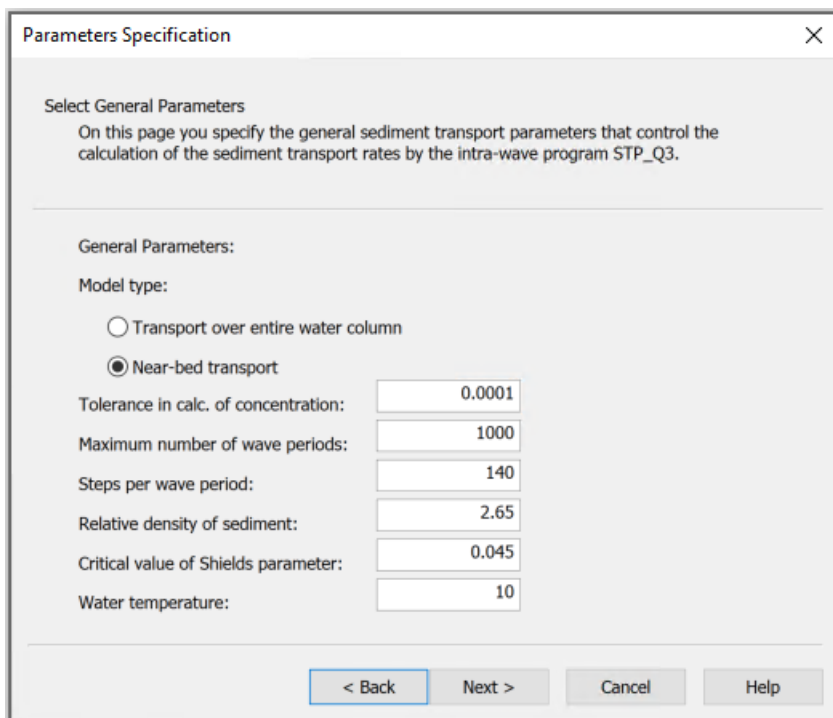 Parameters Specification
Select General Parameters
On this page you specify the general sediment transport parameters that control the
calculation of the sediment transport rates by the intra-wave program STP_Q3.
General Parameters:
Model type:
Transport over entire water column
Near-bed transport
Tolerance in calc. of concentration: 0.0001
Maximum number of wave periods: 1000
Steps per wave period: 140
Relative density of sediment: 2.65
Critical value of Shields parameter: 0.045
Water temperature: 10
< Back Next > Cancel Help